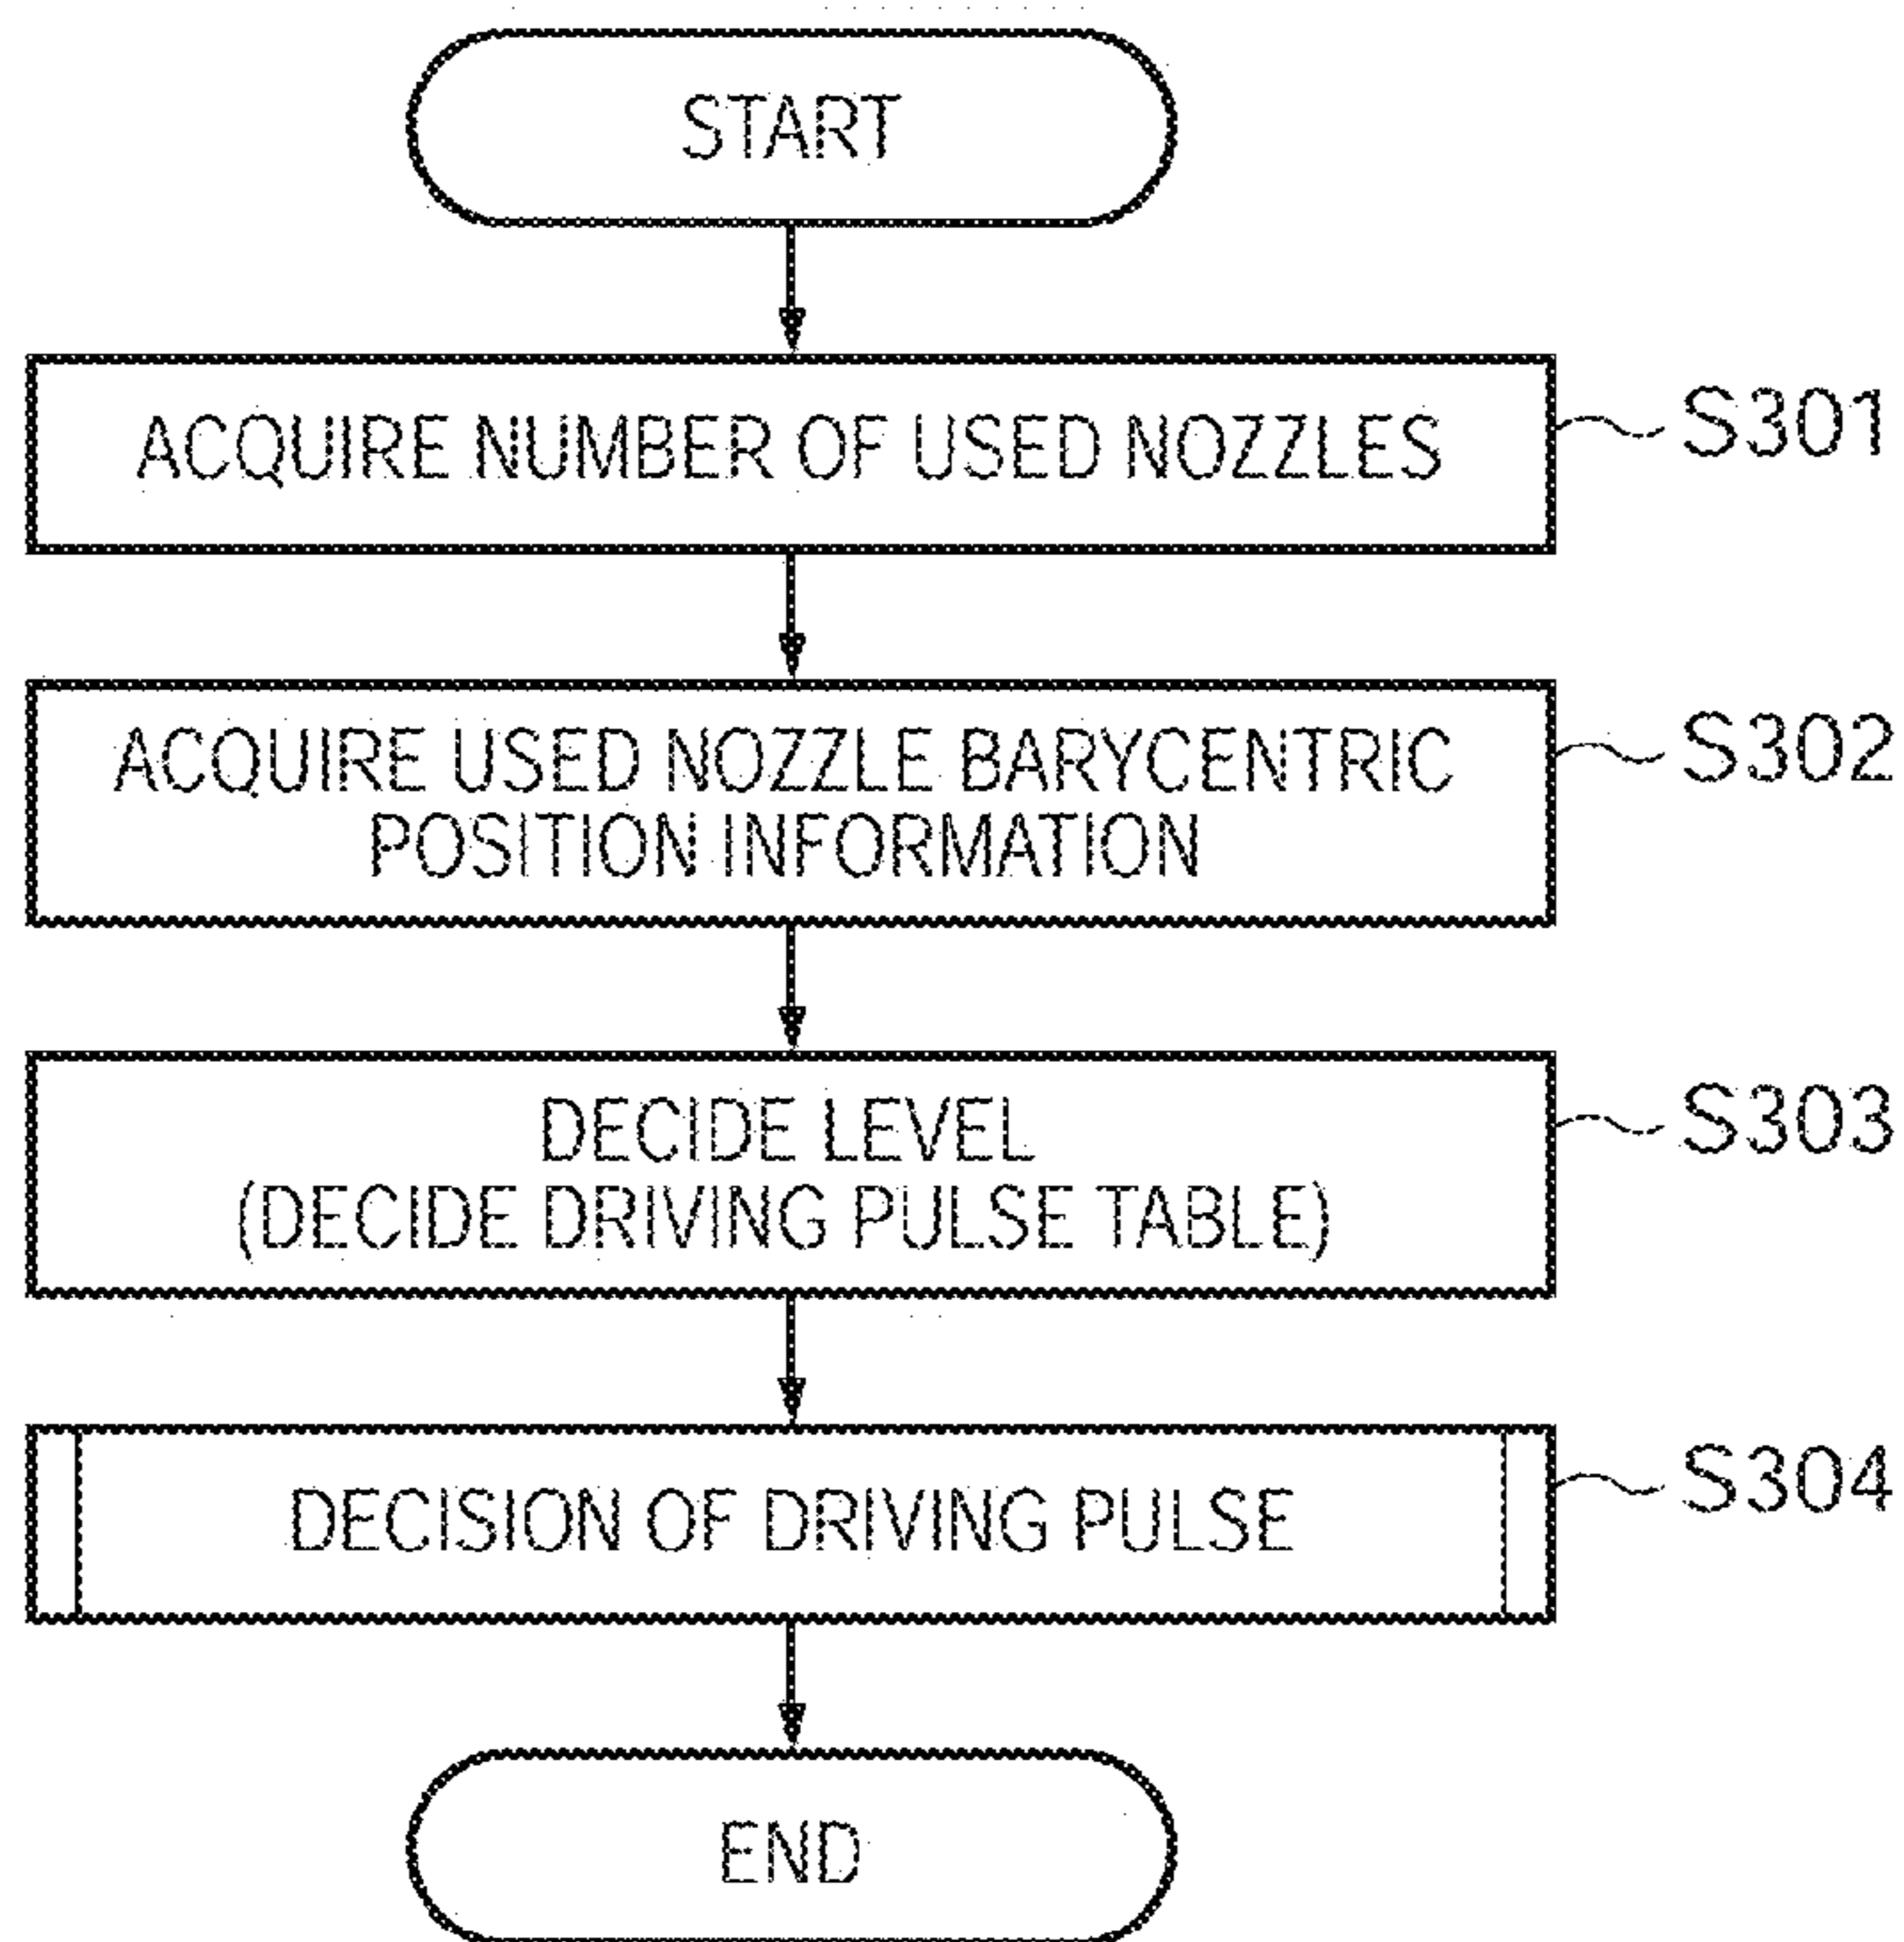 START
ACQUIRE NUMBER OF USED NOZZLES
S301
ACQUIRE USED NOZZLE BARYCENTRIC
POSITION INFORMATION
S302
DECIDE LEVEL
(DECIDE DRIVING PULSE TABLE)
S303
DECISION OF DRIVING PULSE
S304
END